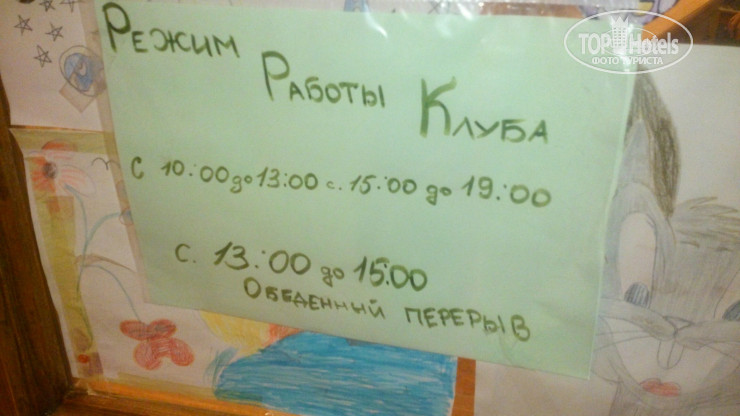 TOP Hotels
ФОТО ТУРИСТА
Режим
Работы Клуба
с 10:00 до 13:00 с. 15:00 до 19:00
с. 13:00 до 15:00
Обеденный перерыв